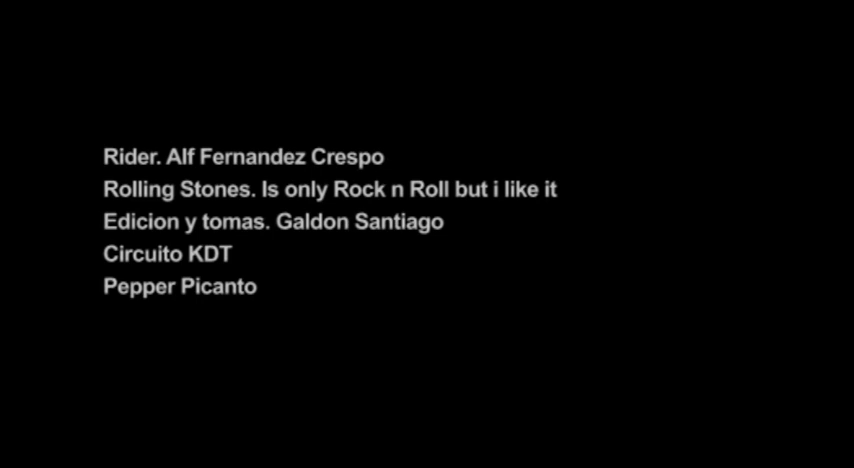 Rider. Alf Fernandez Crespo
Rolling Stones. Is only Rock n Roll but i like it
Edicion y tomas. Galdon Santiago
Circuito KDT
Pepper Picanto